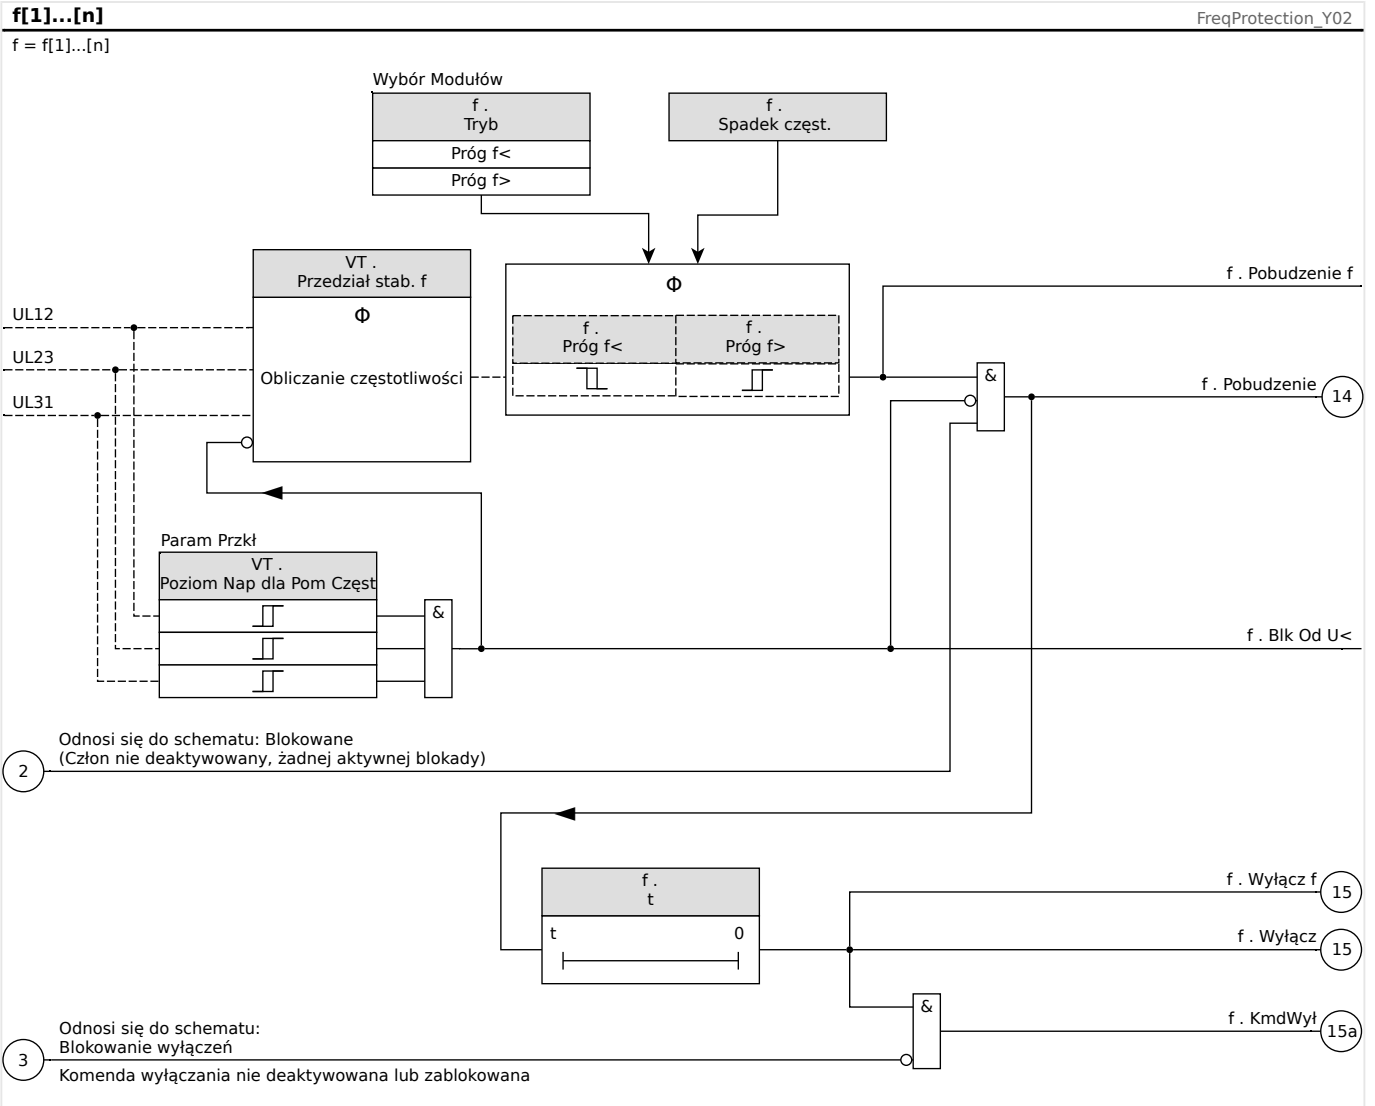 f[1]...[n]
FreqProtection_Y02
f = f[1]...[n]
Wybór Modułów
f .
Tryb
Próg f<
Próg f>
f .
Spadek częst.
VT .
Przedział stab. f
Φ
Obliczanie częstotliwości
UL12
UL23
UL31
Φ
f .
Próg f<
f .
Próg f>
f . Pobudzenie f
&
f . Pobudzenie
14
Param Przkł
VT .
Poziom Nap dla Pom Częst
&
f . Blk Od U<
Odnosi się do schematu: Blokowane
(Człon nie deaktywowany, żadnej aktywnej blokady)
2
f .
t
t
0
f . Wyłącz f
15
f . Wyłącz
15
&
f . KmdWył
15a
Odnosi się do schematu:
Blokowanie wyłączeń
3
Komenda wyłączania nie deaktywowana lub zablokowana